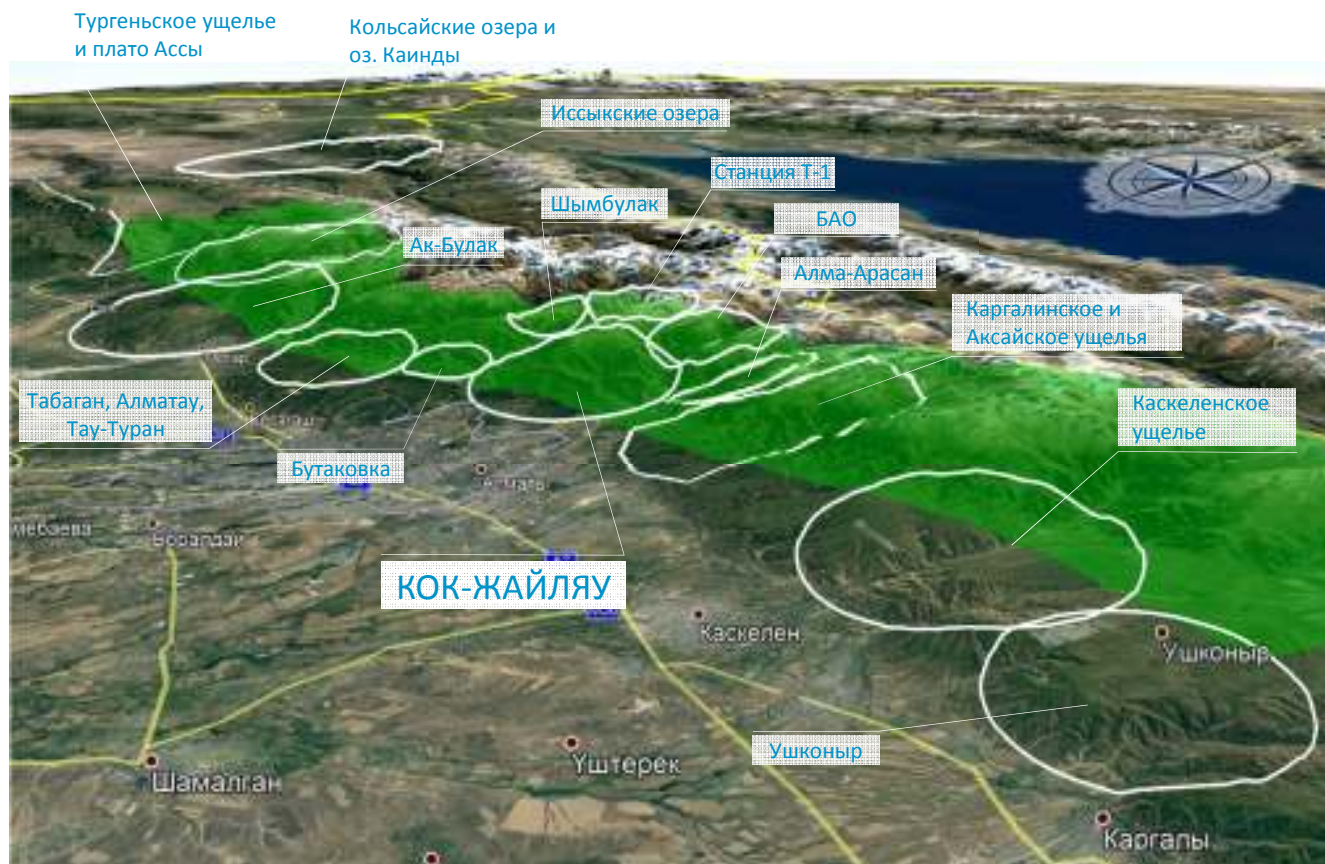 Тургеньское ущелье
и плато Ассы
Кольсайские озера и
оз. Каинды
Иссыкские озера
Станция Т-1
Шымбулак
БАО
Ак-Булак
Алма-Арасан
Каргалинское и
Аксайское ущелья
Табаган, Алматау,
Тау-Туран
Каскеленское
ущелье
Бутаковка
Алматы
Боралдай
КОК-ЖАЙЛЯУ
Каскелен
Ушконыр
Ушконыр
Үштерек
Шамалган
Каргалы